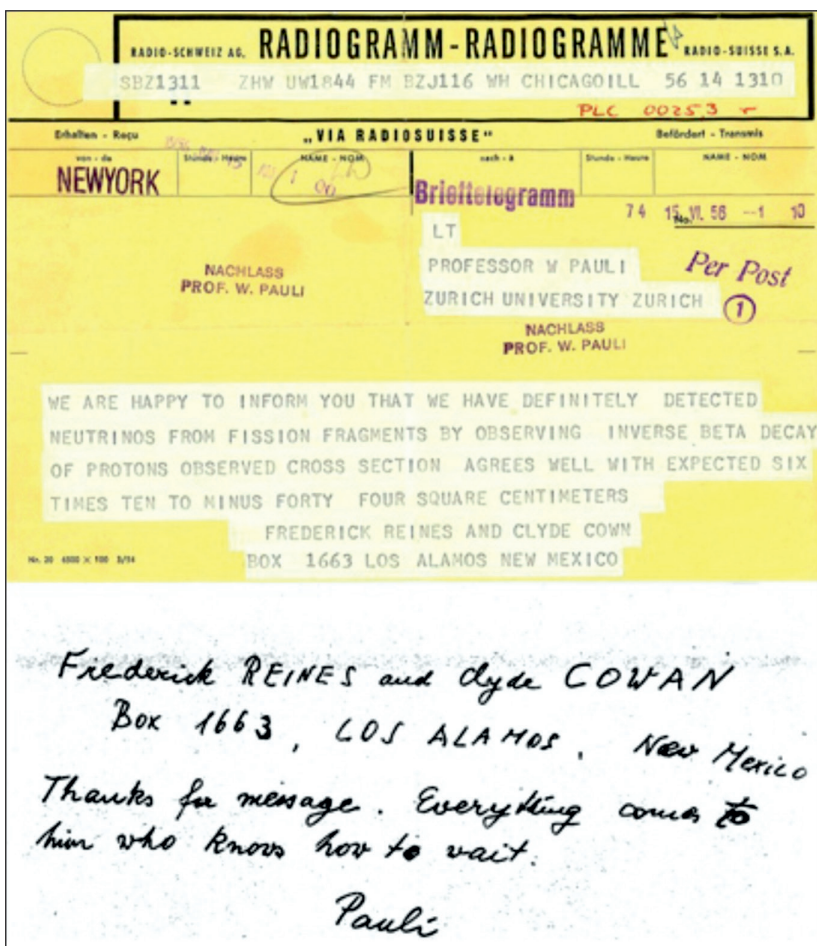 RADIO-SCHWEIZ AG. RADIOGRAMM-RADIOGRAMME RADIO-SUISSE S.A.
SBZ1311 ZHW UW1844 FM BZJ116 WH CHICAGOILL 56 14 1310
PLC 00253
Erhalten - Reçu „VIA RADIOSUISSE" Befördert - Transmis
von - de Stunde - Heure NAME - NOM nach - à Stunde - Heure NAME - NOM
NEWYORK
Brieftelegramm
74 15.VI.56 --1 10
LT
PROFESSOR W PAULI
Per Post
NACHLASS
PROF. W. PAULI
ZURICH UNIVERSITY ZURICH
1
NACHLASS
PROF. W. PAULI
WE ARE HAPPY TO INFORM YOU THAT WE HAVE DEFINITELY DETECTED
NEUTRINOS FROM FISSION FRAGMENTS BY OBSERVING INVERSE BETA DECAY
OF PROTONS OBSERVED CROSS SECTION AGREES WELL WITH EXPECTED SIX
TIMES TEN TO MINUS FORTY FOUR SQUARE CENTIMETERS
FREDERICK REINES AND CLYDE COWN
BOX 1663 LOS ALAMOS NEW MEXICO
Frederick REINES and Clyde COWAN
Box 1663, LOS ALAMOS, New Mexico
Thanks for message. Everything comes to
him who knows how to vait.
Pauli